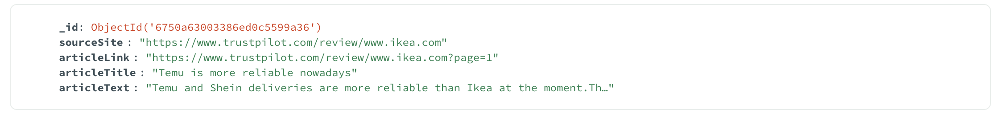 _id: ObjectId('6750a63003386ed0c5599a36')
sourceSite : "https://www.trustpilot.com/review/www.ikea.com"
articleLink : "https://www.trustpilot.com/review/www.ikea.com?page=1"
articleTitle : "Temu is more reliable nowadays"
articleText : "Temu and Shein deliveries are more reliable than Ikea at the moment.Th…"